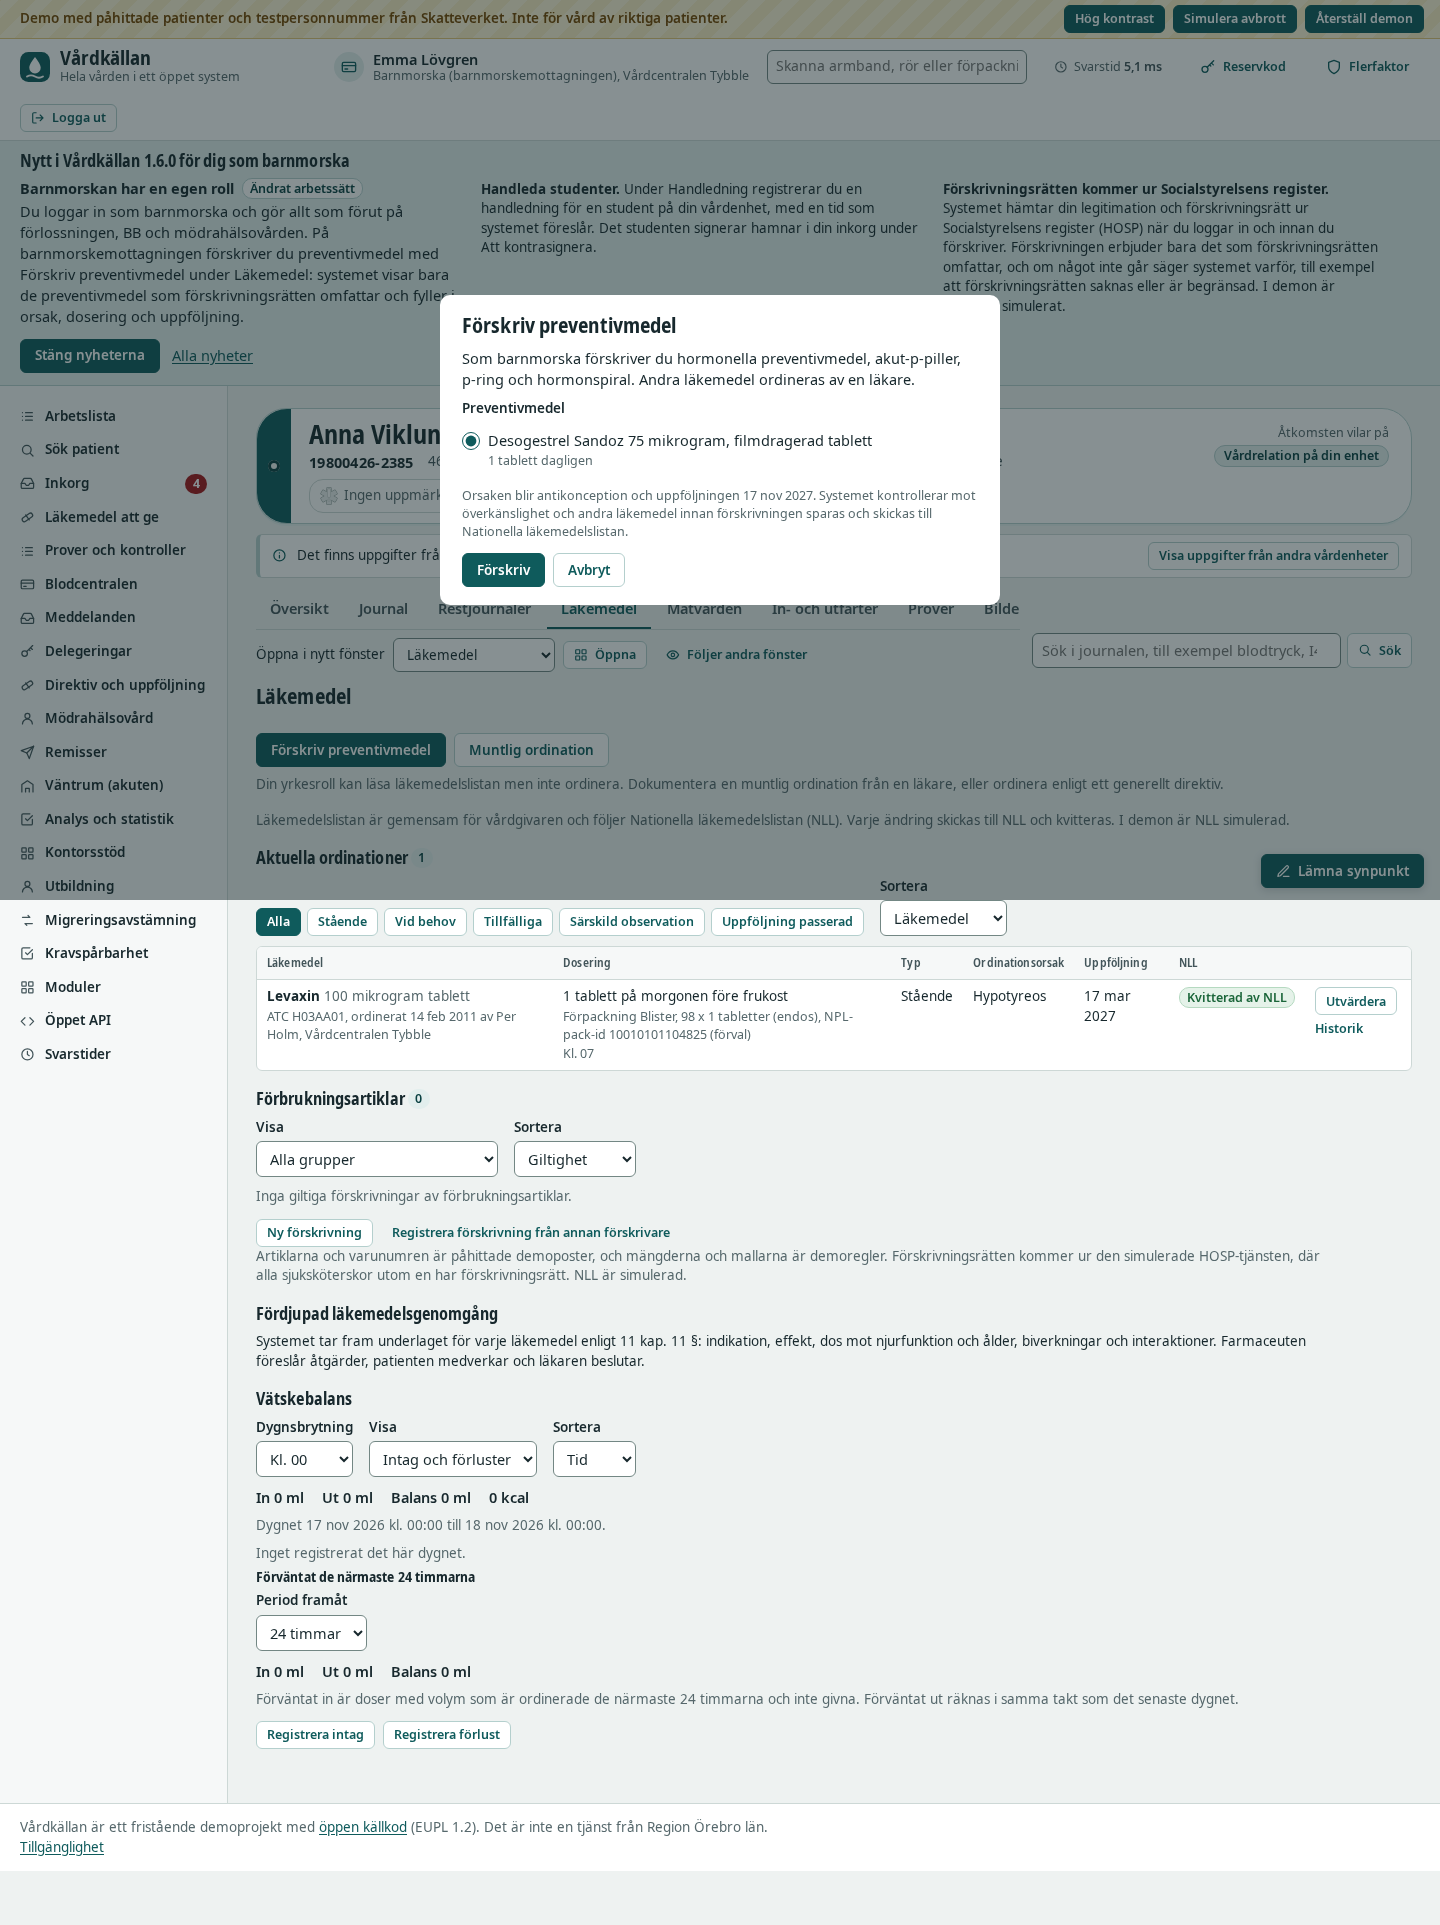 Demo med påhittade patienter och testpersonnummer från Skatteverket. Inte för vård av riktiga patienter.
Hög kontrast
Simulera avbrott
Återställ demon
Vårdkällan
Hela vården i ett öppet system
Emma Lövgren
Barnmorska (barnmorskemottagningen), Vårdcentralen Tybble
Skanna armband, rör eller förpackni
Svarstid 5,1 ms
Reservkod
Flerfaktor
Logga ut
Nytt i Vårdkällan 1.6.0 för dig som barnmorska
Barnmorskan har en egen roll Ändrat arbetssätt
Du loggar in som barnmorska och gör allt som förut på
förlossningen, BB och mödrahälsovården. På
barnmorskemottagningen förskriver du preventivmedel med
Förskriv preventivmedel under Läkemedel: systemet visar bara
de preventivmedel som förskrivningsrätten omfattar och fyller i
orsak, dosering och uppföljning.
Handleda studenter. Under Handledning registrerar du en
handledning för en student på din vårdenhet, med en tid som
systemet föreslår. Det studenten signerar hamnar i din inkorg under
Att kontrasignera.
Förskrivningsrätten kommer ur Socialstyrelsens register.
Systemet hämtar din legitimation och förskrivningsrätt ur
Socialstyrelsens register (HOSP) när du loggar in och innan du
förskriver. Förskrivningen erbjuder bara det som förskrivningsrätten
omfattar, och om något inte går säger systemet varför, till exempel
att förskrivningsrätten saknas eller är begränsad. I demon är
simulerat.
Stäng nyheterna
Alla nyheter
Förskriv preventivmedel
Som barnmorska förskriver du hormonella preventivmedel, akut-p-piller,
p-ring och hormonspiral. Andra läkemedel ordineras av en läkare.
Preventivmedel
Desogestrel Sandoz 75 mikrogram, filmdragerad tablett
1 tablett dagligen
Orsaken blir antikonception och uppföljningen 17 nov 2027. Systemet kontrollerar mot
överkänslighet och andra läkemedel innan förskrivningen sparas och skickas till
Nationella läkemedelslistan.
Förskriv
Avbryt
Arbetslista
Sök patient
Inkorg 4
Läkemedel att ge
Prover och kontroller
Blodcentralen
Meddelanden
Delegeringar
Direktiv och uppföljning
Mödrahälsovård
Remisser
Väntrum (akuten)
Analys och statistik
Kontorsstöd
Utbildning
Migreringsavstämning
Kravspårbarhet
Moduler
Öppet API
Svarstider
Anna Viklun
19800426-2385 46
Ingen uppmärk
Åtkomsten vilar på
Vårdrelation på din enhet
Det finns uppgifter frå
Visa uppgifter från andra vårdenheter
Översikt
Journal
Restjournaler
Läkemedel
Mätvärden
In- och utfarter
Prover
Bilde
Öppna i nytt fönster
Läkemedel
Öppna
Följer andra fönster
Sök i journalen, till exempel blodtryck, I4
Sök
Läkemedel
Förskriv preventivmedel
Muntlig ordination
Din yrkesroll kan läsa läkemedelslistan men inte ordinera. Dokumentera en muntlig ordination från en läkare, eller ordinera enligt ett generellt direktiv.
Läkemedelslistan är gemensam för vårdgivaren och följer Nationella läkemedelslistan (NLL). Varje ändring skickas till NLL och kvitteras. I demon är NLL simulerad.
Aktuella ordinationer 1
Lämna synpunkt
Sortera
Alla
Stående
Vid behov
Tillfälliga
Särskild observation
Uppföljning passerad
Läkemedel
Läkemedel
Dosering
Typ
Ordinationsorsak
Uppföljning
NLL
Levaxin 100 mikrogram tablett
ATC H03AA01, ordinerat 14 feb 2011 av Per
Holm, Vårdcentralen Tybble
1 tablett på morgonen före frukost
Förpackning Blister, 98 x 1 tabletter (endos), NPL-
pack-id 10010101104825 (förval)
Kl. 07
Stående
Hypotyreos
17 mar
2027
Kvitterad av NLL
Utvärdera
Historik
Förbrukningsartiklar 0
Visa
Sortera
Alla grupper
Giltighet
Inga giltiga förskrivningar av förbrukningsartiklar.
Ny förskrivning
Registrera förskrivning från annan förskrivare
Artiklarna och varunumren är påhittade demoposter, och mängderna och mallarna är demoregler. Förskrivningsrätten kommer ur den simulerade HOSP-tjänsten, där
alla sjuksköterskor utom en har förskrivningsrätt. NLL är simulerad.
Fördjupad läkemedelsgenomgång
Systemet tar fram underlaget för varje läkemedel enligt 11 kap. 11 §: indikation, effekt, dos mot njurfunktion och ålder, biverkningar och interaktioner. Farmaceuten
föreslår åtgärder, patienten medverkar och läkaren beslutar.
Vätskebalans
Dygnsbrytning
Visa
Sortera
Kl. 00
Intag och förluster
Tid
In 0 ml
Ut 0 ml
Balans 0 ml
0 kcal
Dygnet 17 nov 2026 kl. 00:00 till 18 nov 2026 kl. 00:00.
Inget registrerat det här dygnet.
Förväntat de närmaste 24 timmarna
Period framåt
24 timmar
In 0 ml
Ut 0 ml
Balans 0 ml
Förväntat in är doser med volym som är ordinerade de närmaste 24 timmarna och inte givna. Förväntat ut räknas i samma takt som det senaste dygnet.
Registrera intag
Registrera förlust
Vårdkällan är ett fristående demoprojekt med öppen källkod (EUPL 1.2). Det är inte en tjänst från Region Örebro län.
Tillgänglighet